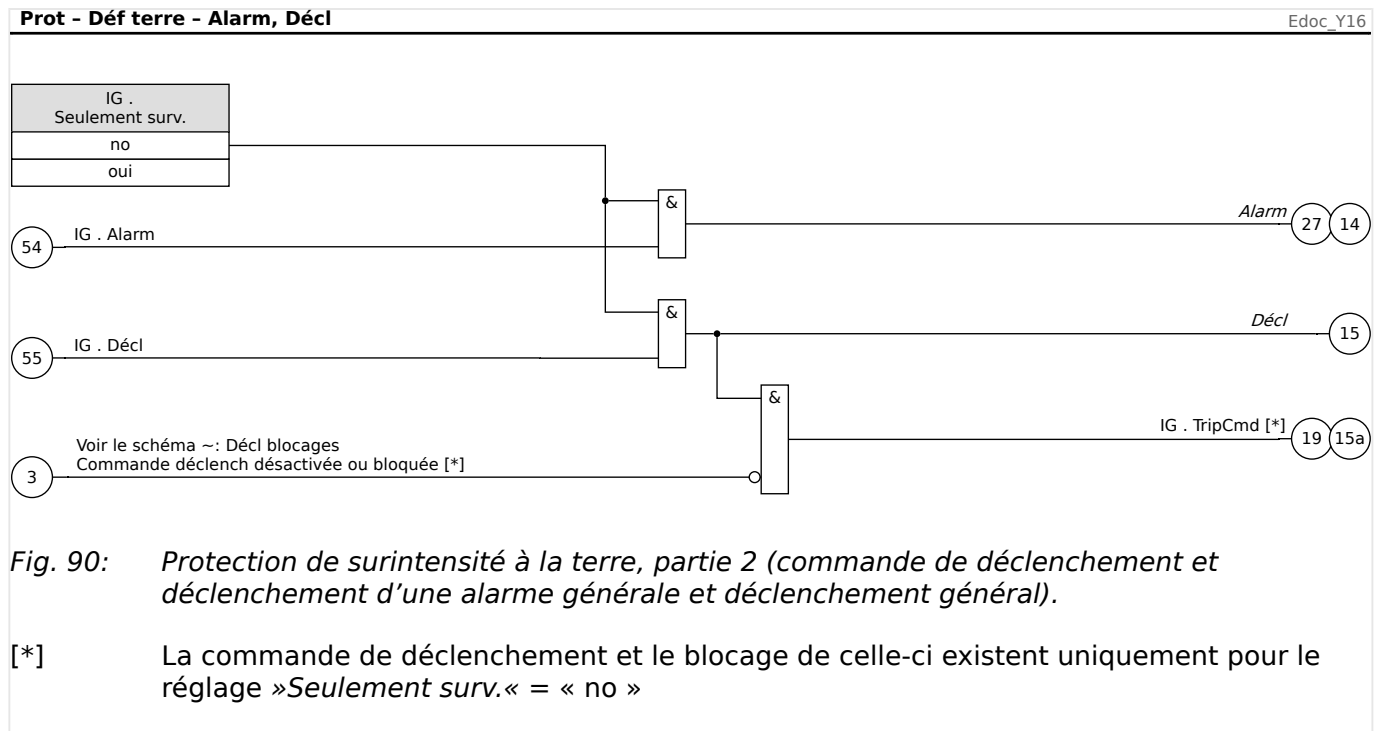 Prot – Déf terre – Alarm, Décl
Edoc_Y16
IG .
Seulement surv.
no
oui
&
Alarm
27
14
54
IG . Alarm
&
Décl
15
55
IG . Décl
&
IG . TripCmd [*]
19
15a
Voir le schéma ~: Décl blocages
Commande déclench désactivée ou bloquée [*]
3
Fig. 90: Protection de surintensité à la terre, partie 2 (commande de déclenchement et
déclenchement d’une alarme générale et déclenchement général).
[*] La commande de déclenchement et le blocage de celle-ci existent uniquement pour le
réglage »Seulement surv.« = « no »